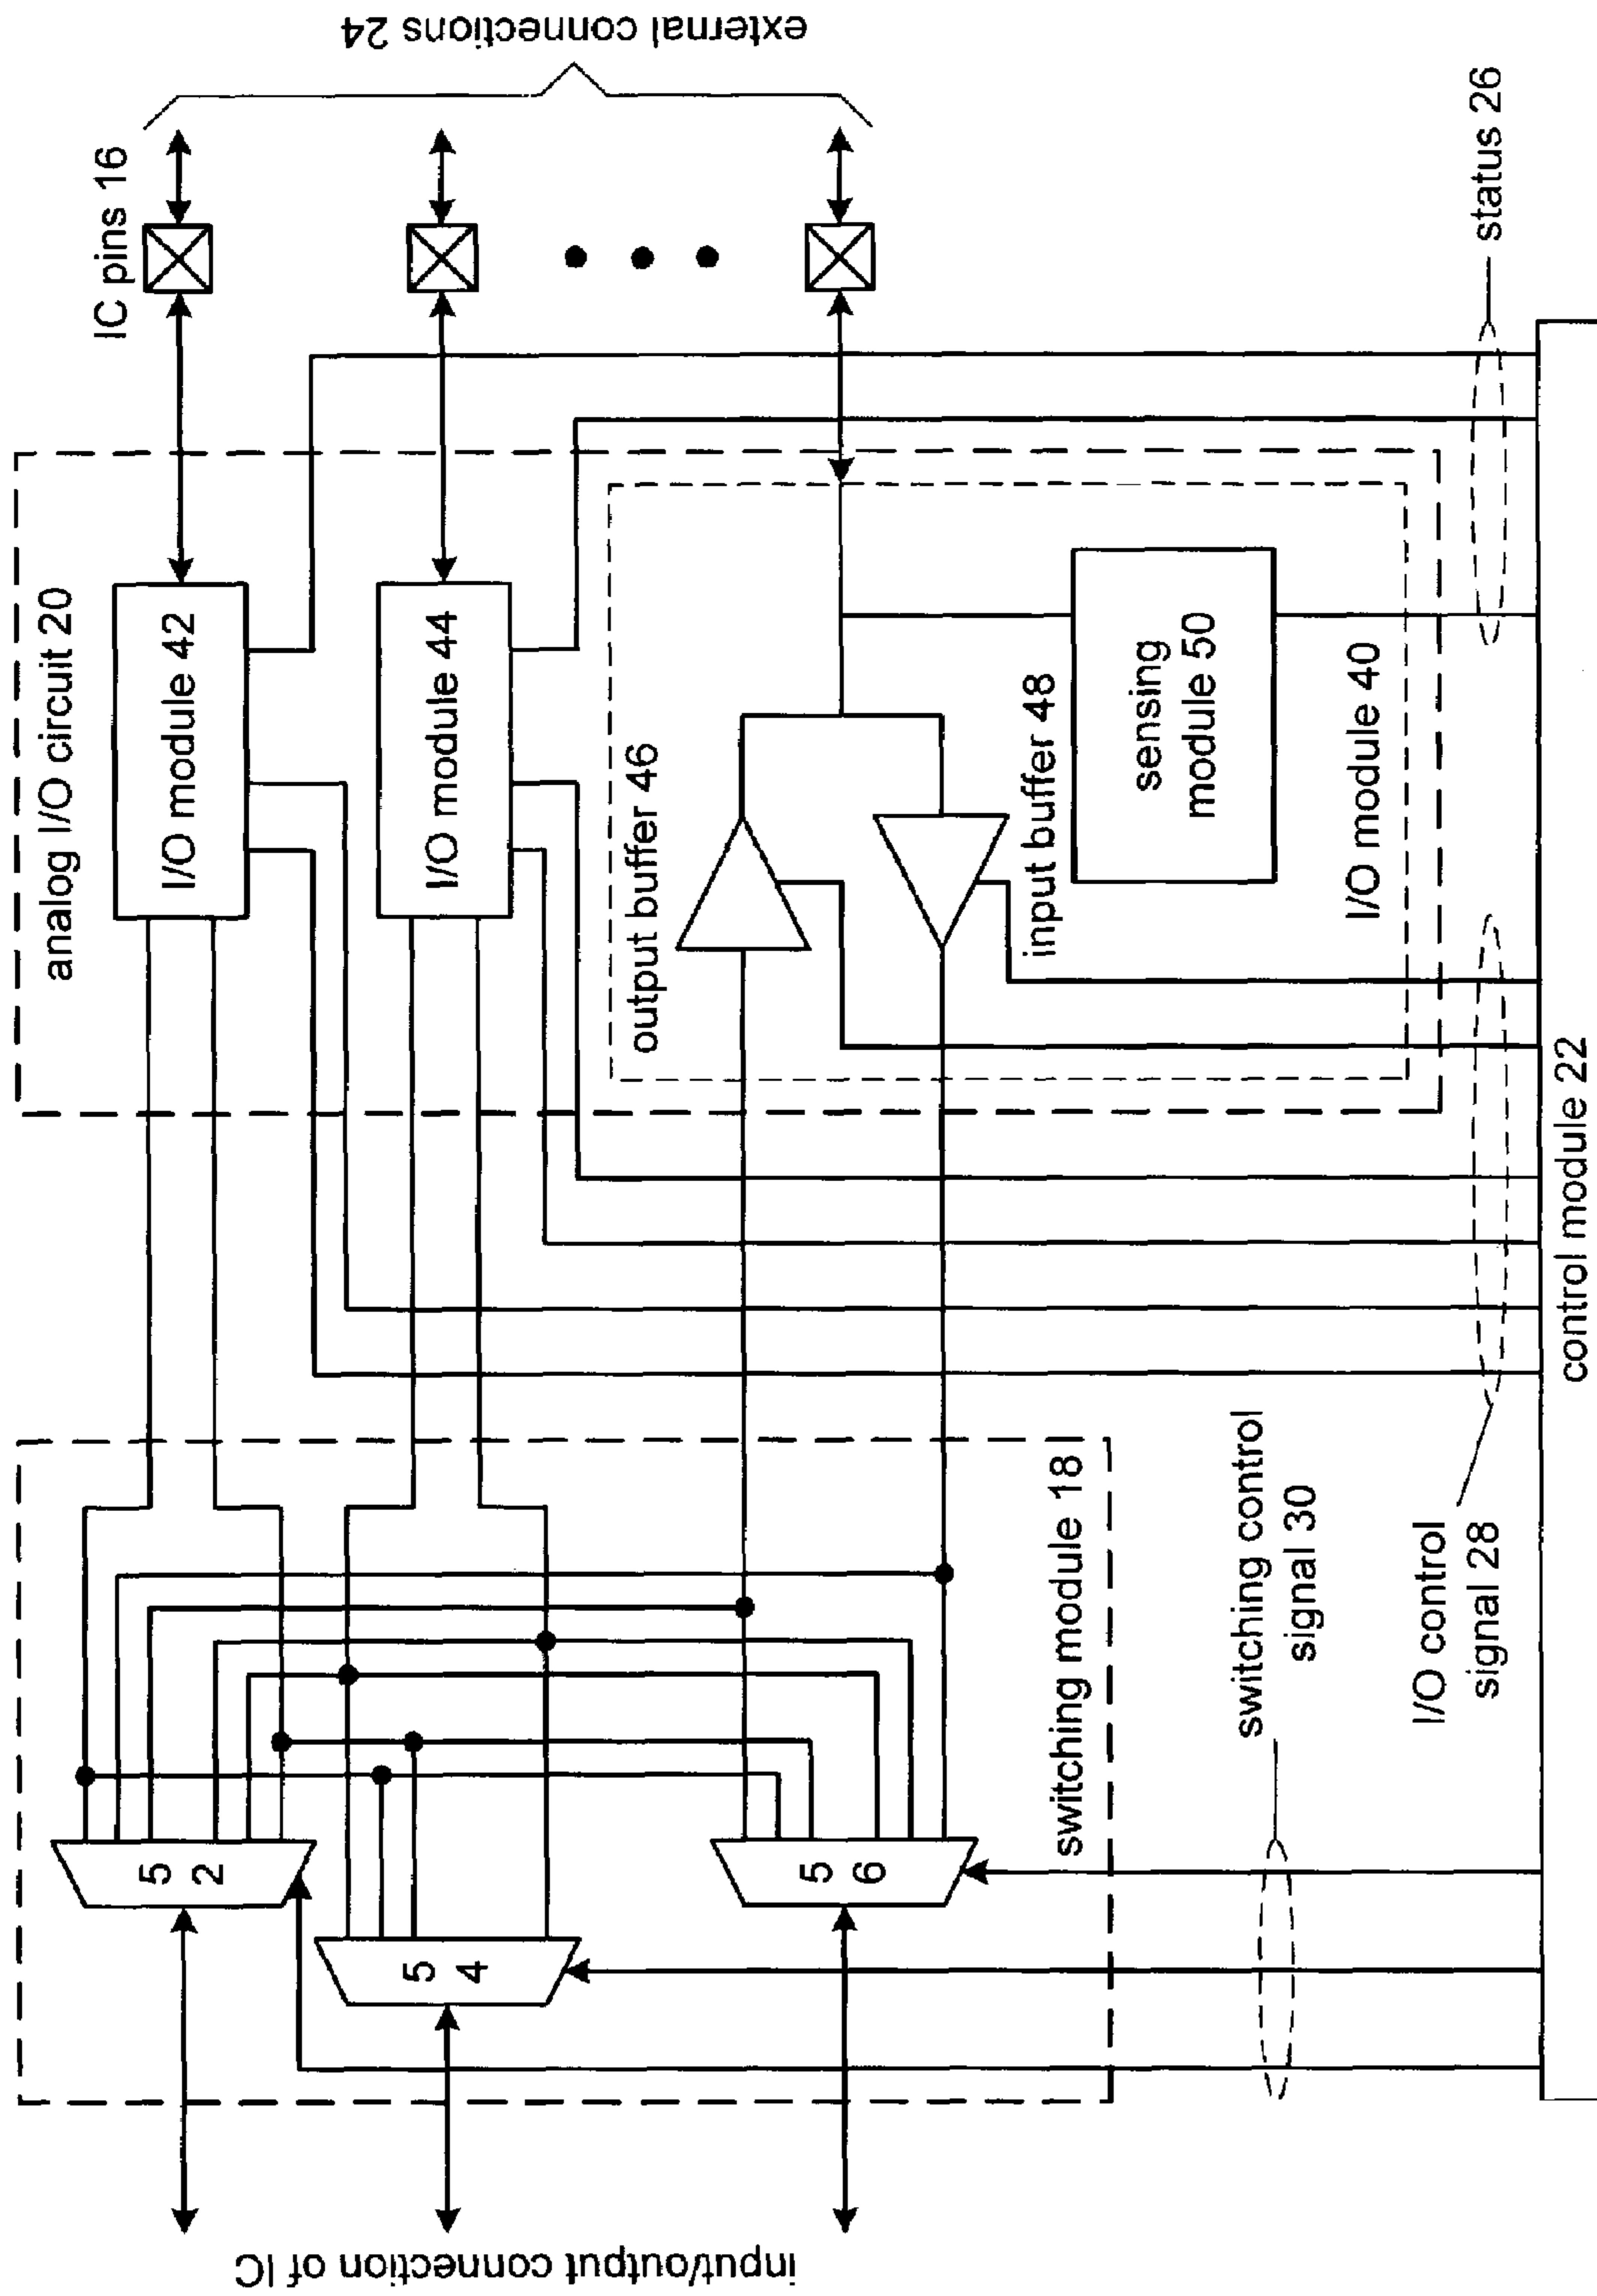 external connections 24
IC pins 16
status 26
analog I/O circuit 20
I/O module 42
I/O module 44
output buffer 46
input buffer 48
sensing
module 50
I/O module 40
control module 22
switching module 18
switching control
signal 30
I/O control
signal 28
5 2
5 4
5 6
input/output connection of IC